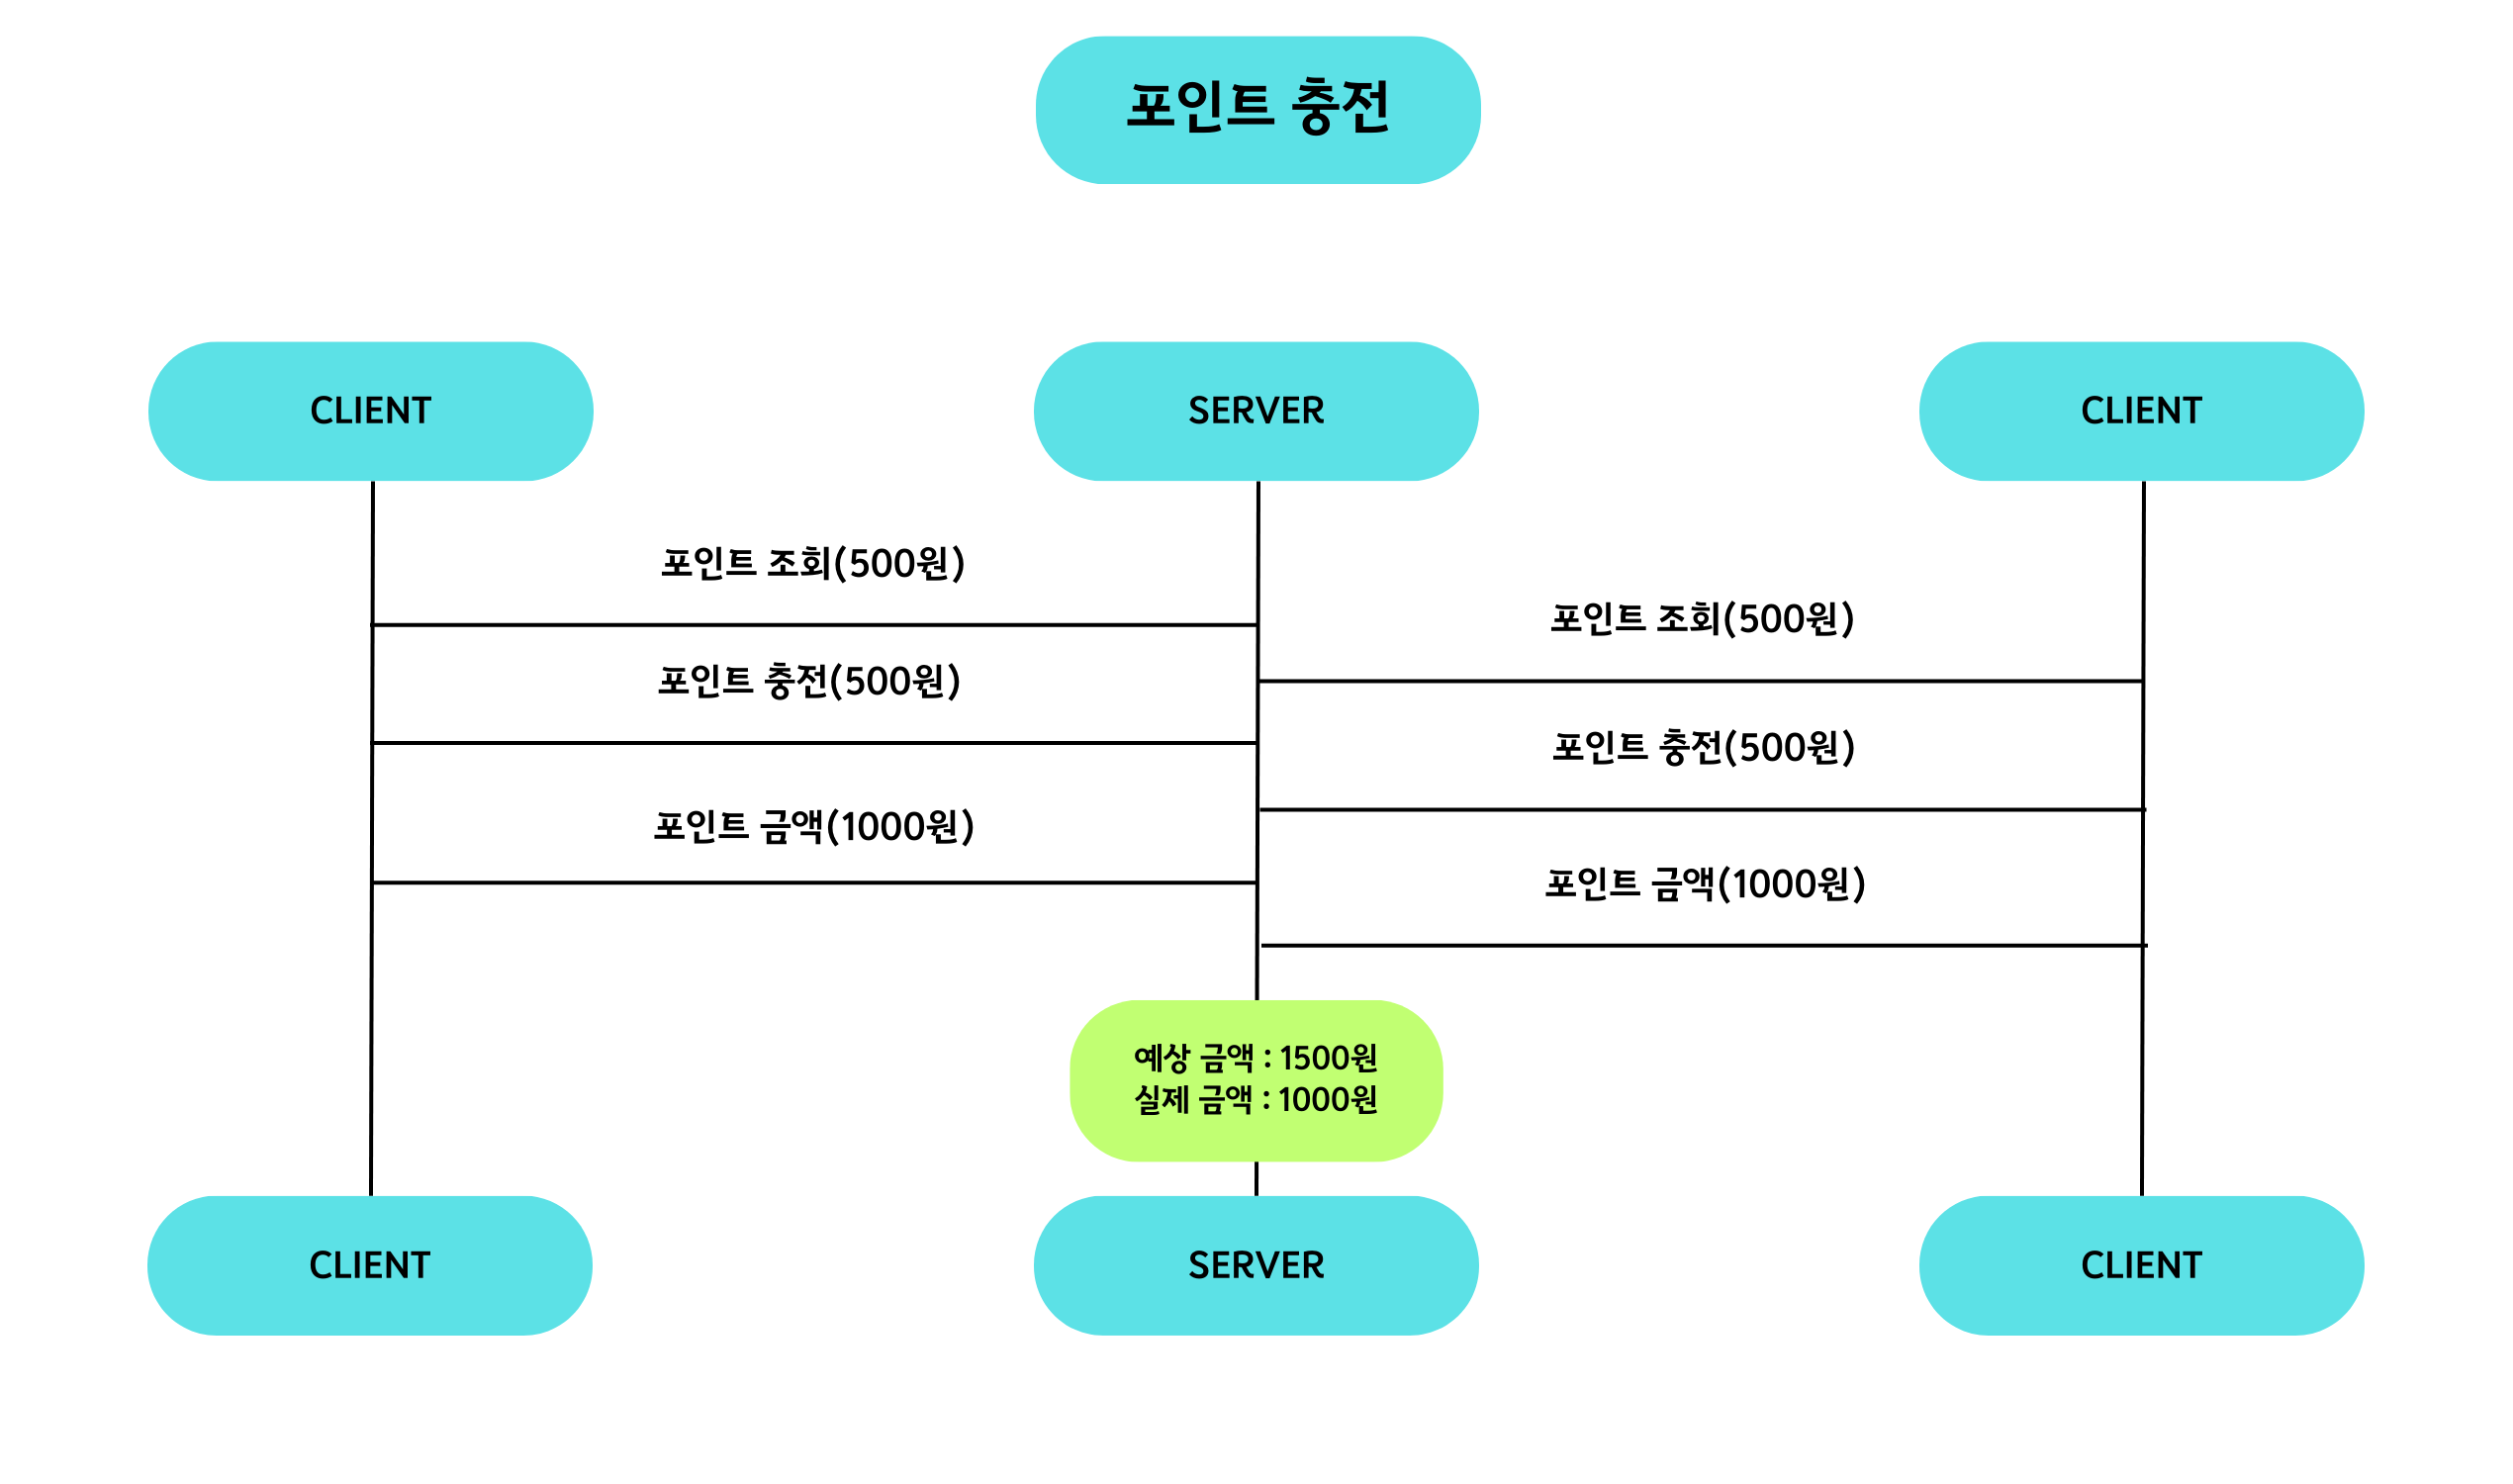 포인트 충전
CLIENT
SERVER
CLIENT
포인트 조회(500원)
포인트 조회(500원)
포인트 충전(500원)
포인트 충전(500원)
포인트 금액(1000원)
포인트 금액(1000원)
예상 금액 : 1500원
실제 금액 : 1000원
CLIENT
SERVER
CLIENT